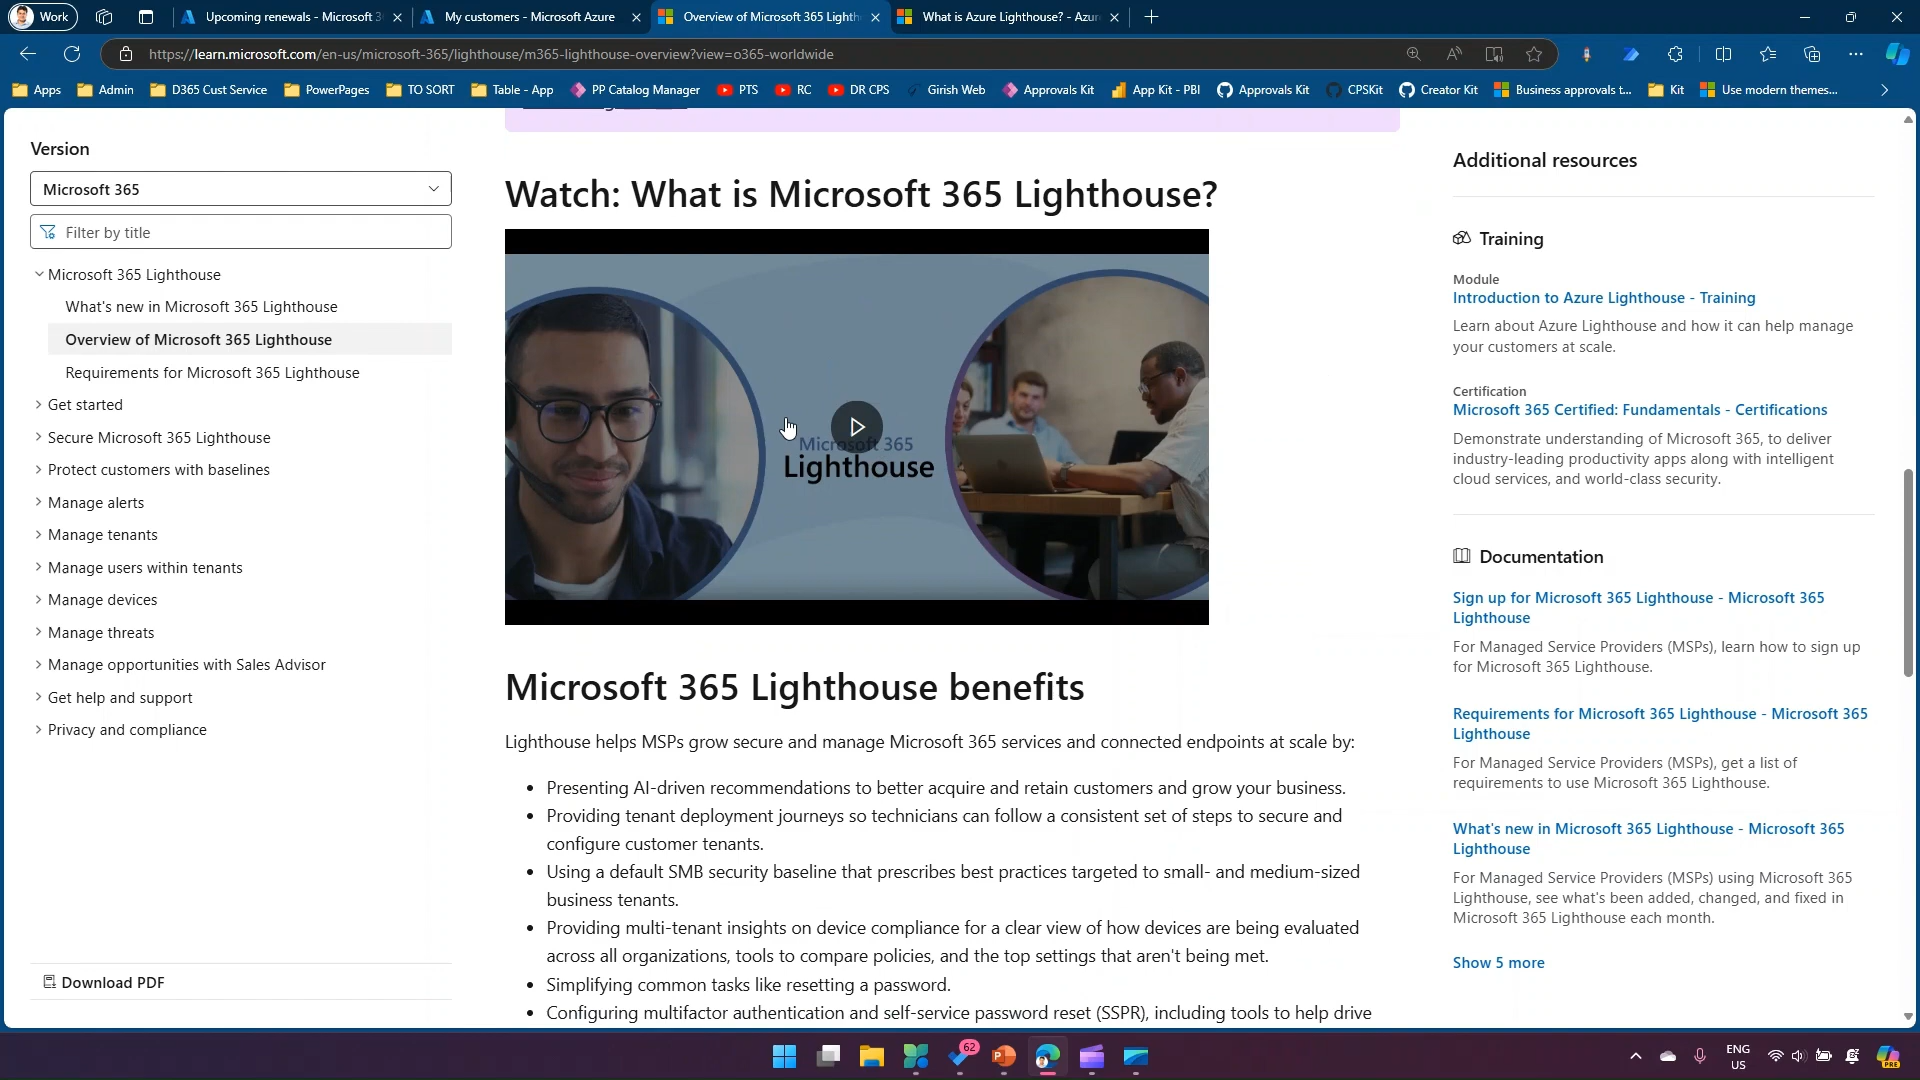 Work
Upcoming renewals - Microsoft 3
My customers - Microsoft Azure
Overview of Microsoft 365 Lighth
What is Azure Lighthouse? - Azur
https://learn.microsoft.com/en-us/microsoft-365/lighthouse/m365-lighthouse-overview?view=o365-worldwide
Apps
Admin
D365 Cust Service
PowerPages
TO SORT
Table - App
PP Catalog Manager
PTS
RC
DR CPS
Girish Web
Approvals Kit
App Kit - PBI
Approvals Kit
CPSKit
Creator Kit
Business approvals t...
Kit
Use modern themes...
Version
Microsoft 365
Filter by title
Microsoft 365 Lighthouse
What's new in Microsoft 365 Lighthouse
Overview of Microsoft 365 Lighthouse
Requirements for Microsoft 365 Lighthouse
Get started
Secure Microsoft 365 Lighthouse
Protect customers with baselines
Manage alerts
Manage tenants
Manage users within tenants
Manage devices
Manage threats
Manage opportunities with Sales Advisor
Get help and support
Privacy and compliance
Download PDF
Watch: What is Microsoft 365 Lighthouse?
Microsoft 365
Lighthouse
Microsoft 365 Lighthouse benefits
Lighthouse helps MSPs grow secure and manage Microsoft 365 services and connected endpoints at scale by:
• Presenting AI-driven recommendations to better acquire and retain customers and grow your business.
• Providing tenant deployment journeys so technicians can follow a consistent set of steps to secure and
configure customer tenants.
• Using a default SMB security baseline that prescribes best practices targeted to small- and medium-sized
business tenants.
• Providing multi-tenant insights on device compliance for a clear view of how devices are being evaluated
across all organizations, tools to compare policies, and the top settings that aren't being met.
• Simplifying common tasks like resetting a password.
• Configuring multifactor authentication and self-service password reset (SSPR), including tools to help drive
Additional resources
Training
Module
Introduction to Azure Lighthouse - Training
Learn about Azure Lighthouse and how it can help manage
your customers at scale.
Certification
Microsoft 365 Certified: Fundamentals - Certifications
Demonstrate understanding of Microsoft 365, to deliver
industry-leading productivity apps along with intelligent
cloud services, and world-class security.
Documentation
Sign up for Microsoft 365 Lighthouse - Microsoft 365
Lighthouse
For Managed Service Providers (MSPs), learn how to sign up
for Microsoft 365 Lighthouse.
Requirements for Microsoft 365 Lighthouse - Microsoft 365
Lighthouse
For Managed Service Providers (MSPs), get a list of
requirements to use Microsoft 365 Lighthouse.
What's new in Microsoft 365 Lighthouse - Microsoft 365
Lighthouse
For Managed Service Providers (MSPs) using Microsoft 365
Lighthouse, see what's been added, changed, and fixed in
Microsoft 365 Lighthouse each month.
Show 5 more
62
ENG
US
PRE